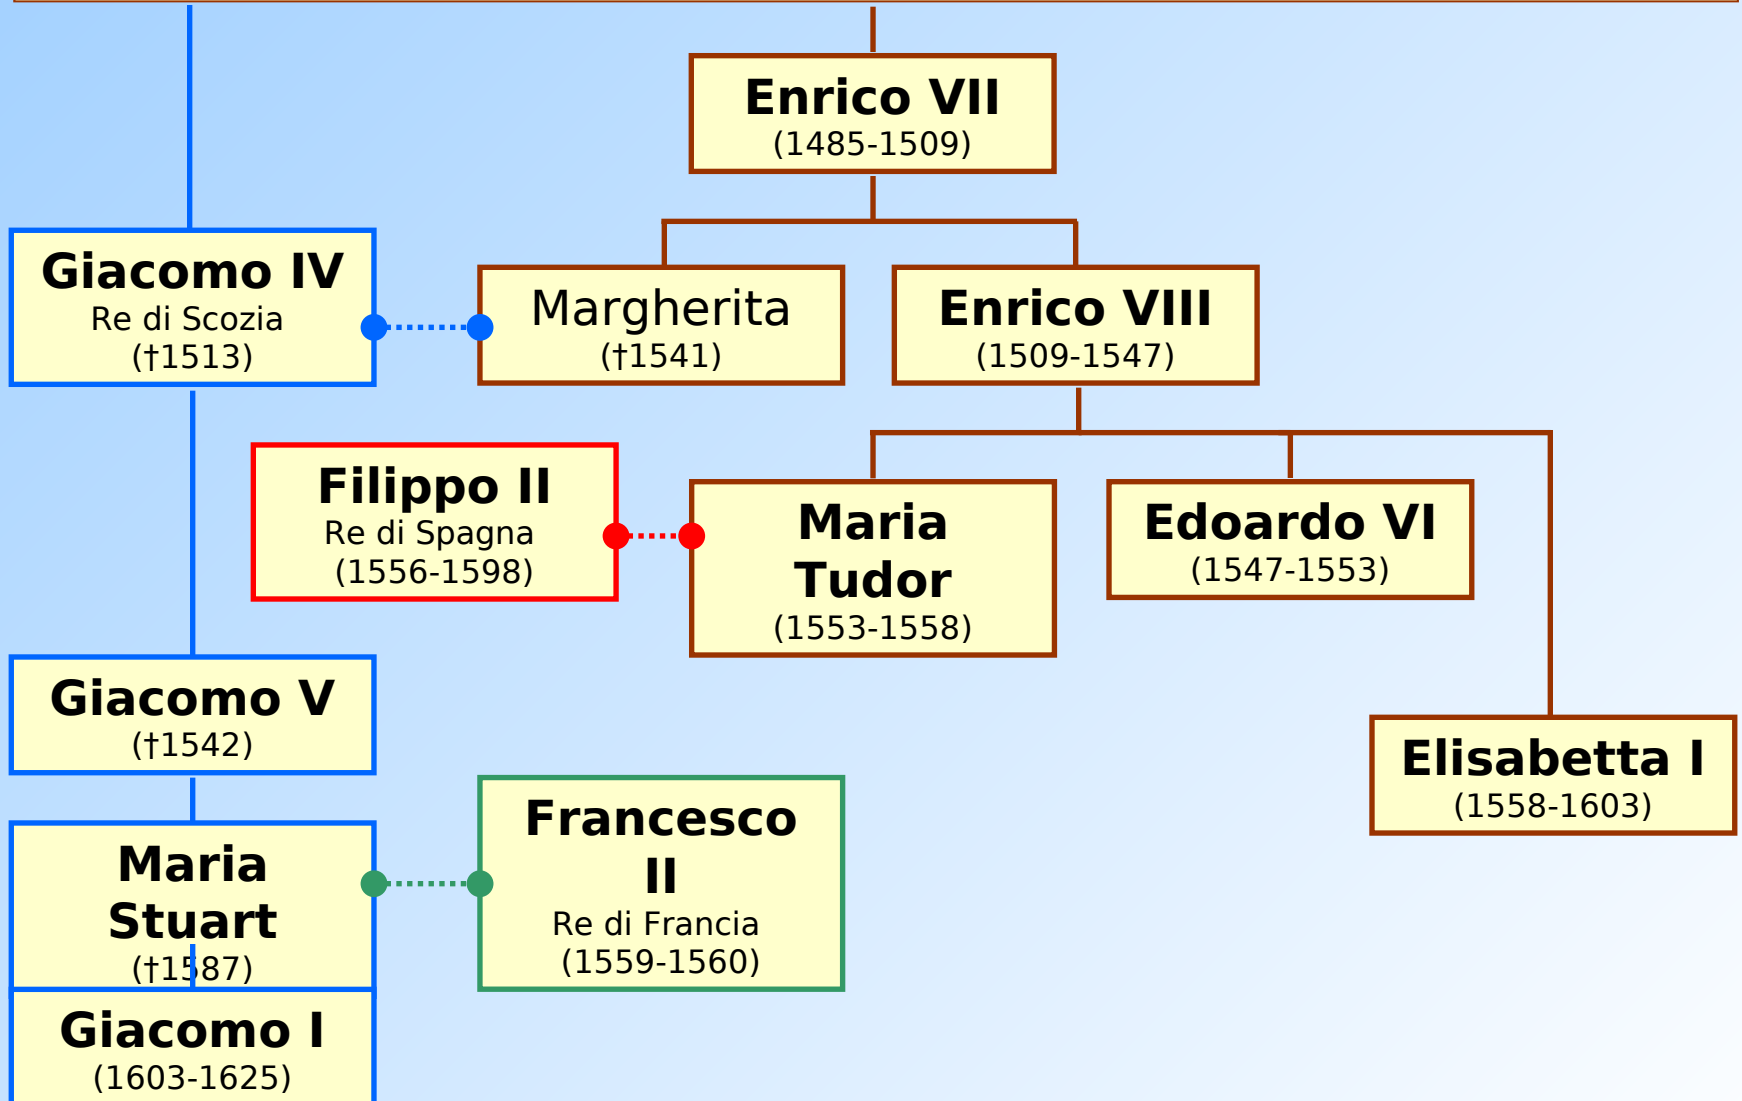 Enrico VII
(1485-1509)
Giacomo IV
Re di Scozia
(†1513)
Margherita
(†1541)
Enrico VIII
(1509-1547)
Filippo II
Re di Spagna
(1556-1598)
Maria
Tudor
(1553-1558)
Edoardo VI
(1547-1553)
Giacomo V
(†1542)
Elisabetta I
(1558-1603)
Maria
Stuart
(†1587)
Francesco
II
Re di Francia
(1559-1560)
Giacomo I
(1603-1625)